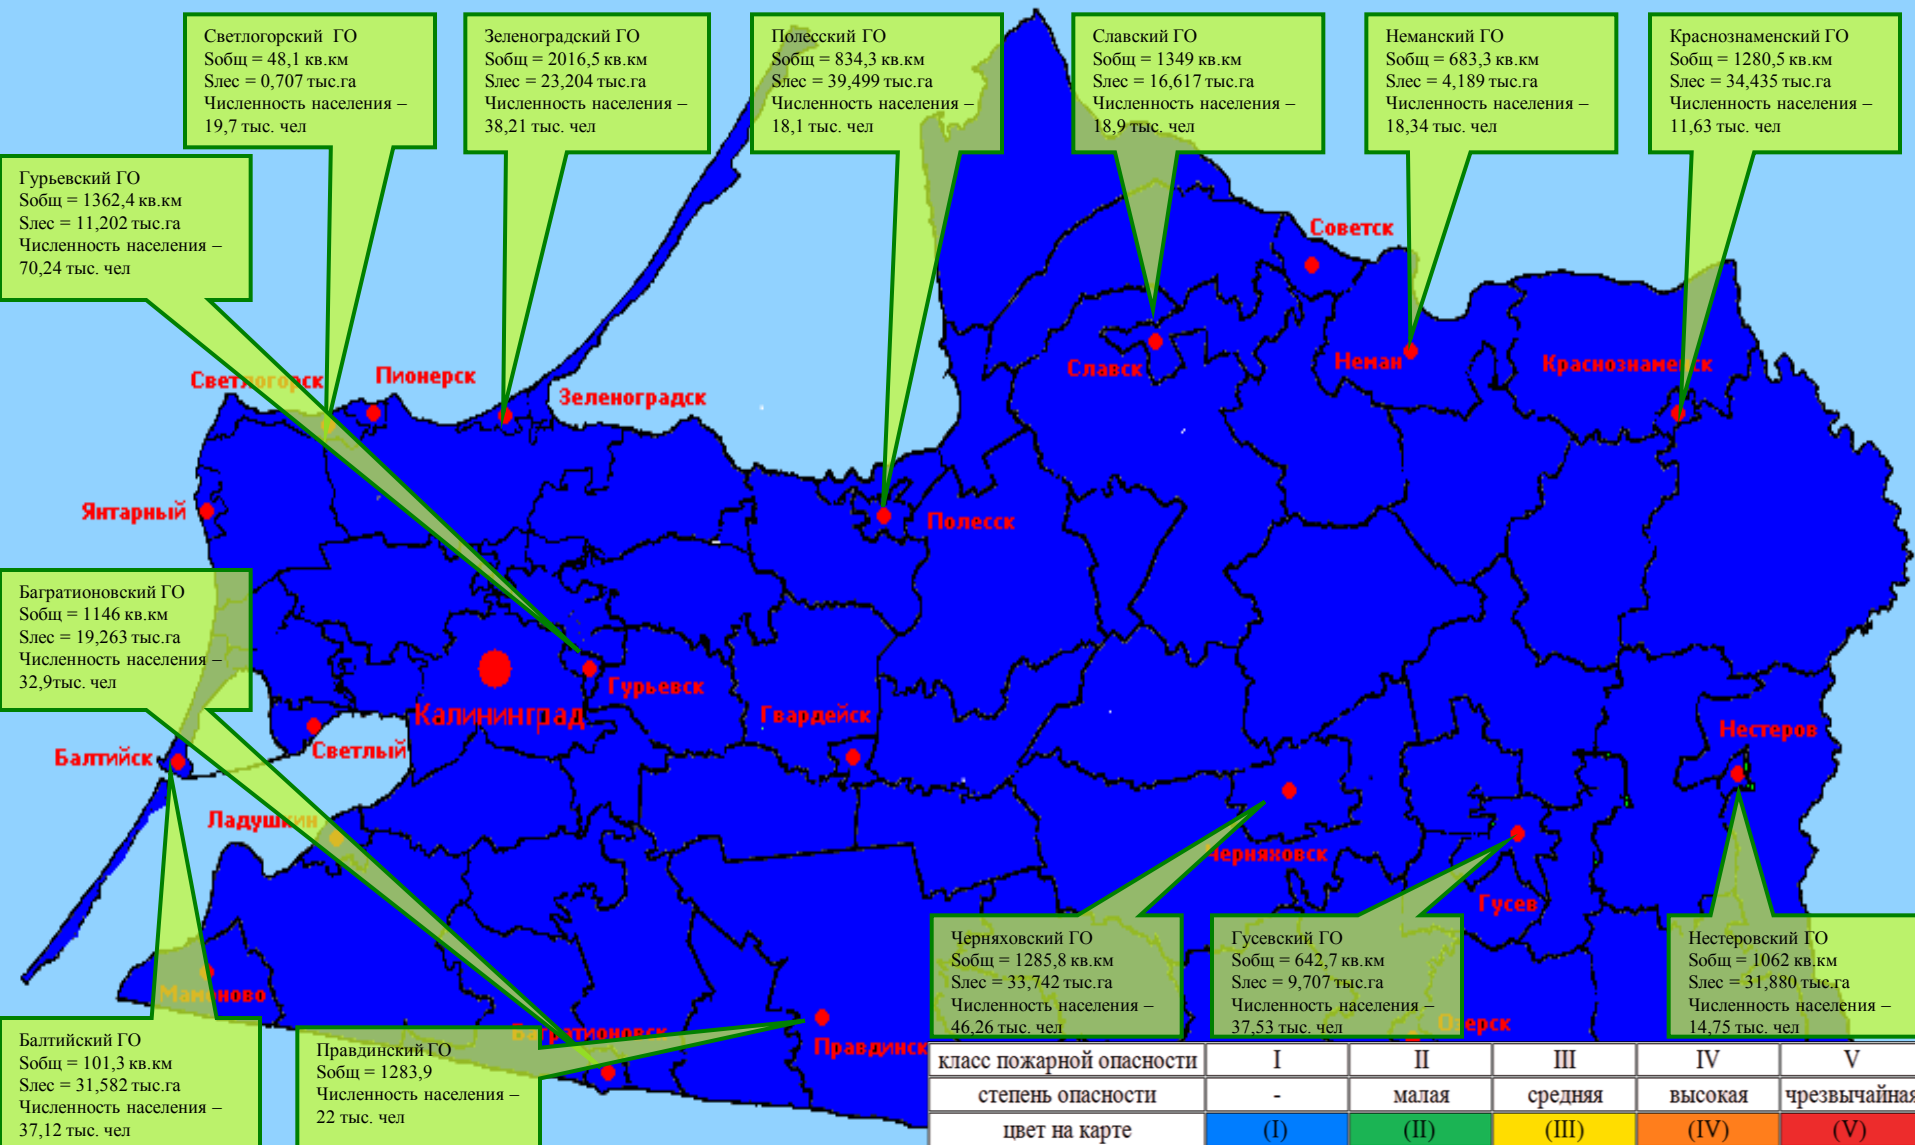 Светлогорский ГО
Sобщ = 48,1 кв.км
Sлес = 0,707 тыс.га
Численность населения –
19,7 тыс. чел
Зеленоградский ГО
Sобщ = 2016,5 кв.км
Sлес = 23,204 тыс.га
Численность населения –
38,21 тыс. чел
Полесский ГО
Sобщ = 834,3 кв.км
Sлес = 39,499 тыс.га
Численность населения –
18,1 тыс. чел
Славский ГО
Sобщ = 1349 кв.км
Sлес = 16,617 тыс.га
Численность населения –
18,9 тыс. чел
Неманский ГО
Sобщ = 683,3 кв.км
Sлес = 4,189 тыс.га
Численность населения –
18,34 тыс. чел
Краснознаменский ГО
Sобщ = 1280,5 кв.км
Sлес = 34,435 тыс.га
Численность населения –
11,63 тыс. чел
Гурьевский ГО
Sобщ = 1362,4 кв.км
Sлес = 11,202 тыс.га
Численность населения –
70,24 тыс. чел
Советск
Славск
Неман
Краснознаменск
Светлогорск
Пионерск
Зеленоградск
Янтарный
Полесск
Багратионовский ГО
Sобщ = 1146 кв.км
Sлес = 19,263 тыс.га
Численность населения –
32,9тыс. чел
Гурьевск
Калининград
Гвардейск
Нестеров
Светлый
Балтийск
Ладушкин
Черняховск
Гусев
Мамоново
Багратионовск
Правдинск
Озерск
Черняховский ГО
Sобщ = 1285,8 кв.км
Sлес = 33,742 тыс.га
Численность населения –
46,26 тыс. чел
Гусевский ГО
Sобщ = 642,7 кв.км
Sлес = 9,707 тыс.га
Численность населения –
37,53 тыс. чел
Нестеровский ГО
Sобщ = 1062 кв.км
Sлес = 31,880 тыс.га
Численность населения –
14,75 тыс. чел
Балтийский ГО
Sобщ = 101,3 кв.км
Sлес = 31,582 тыс.га
Численность населения –
37,12 тыс. чел
Правдинский ГО
Sобщ = 1283,9
Численность населения –
22 тыс. чел
класс пожарной опасности I II III IV V
степень опасности - малая средняя высокая чрезвычайная
цвет на карте (I) (II) (III) (IV) (V)